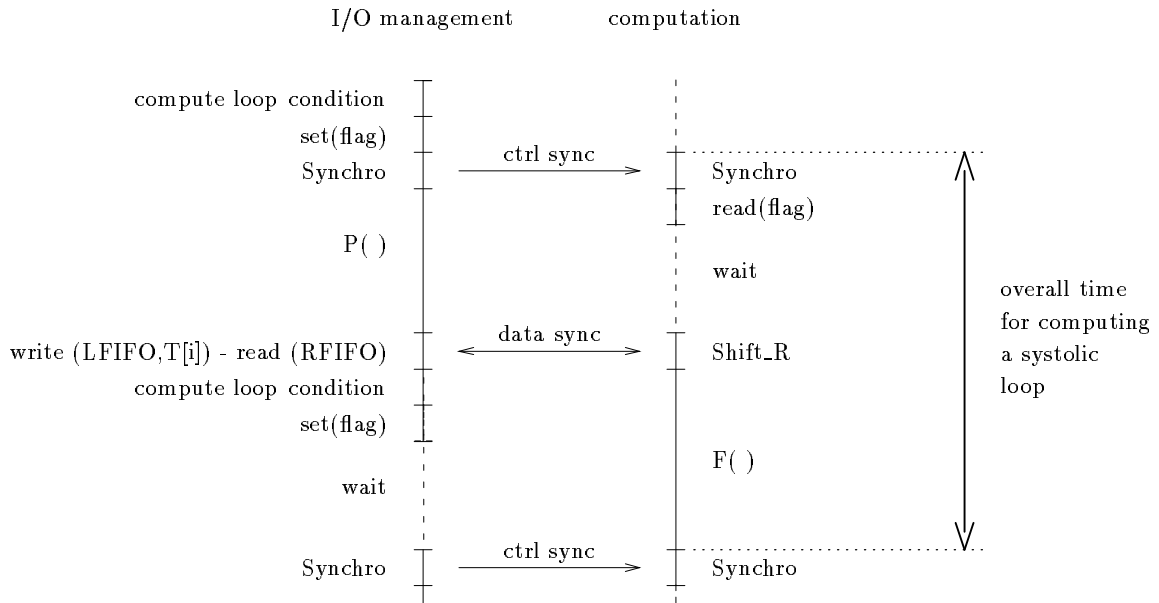 I/O management computation
compute loop condition
set(flag)
Synchro ctrl sync Synchro
read(flag)
P( )
wait
overall time
for computing
a systolic
loop
write (LFIFO,T[i]) - read (RFIFO) data sync Shift_R
compute loop condition
set(flag)
F( )
wait
Synchro ctrl sync Synchro